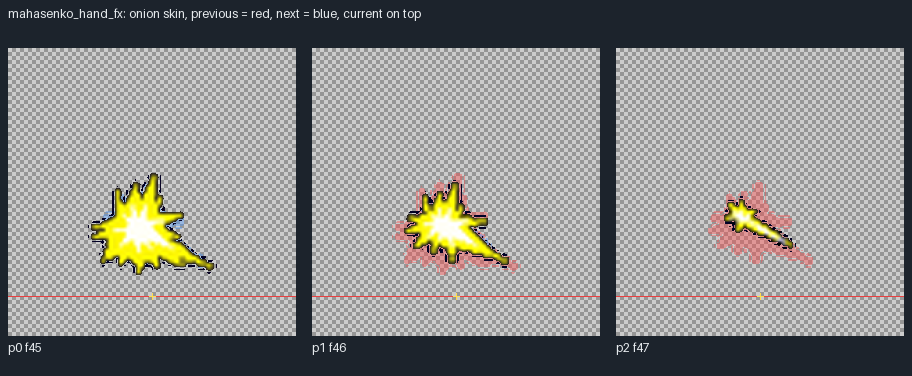 mahasenko_hand_fx: onion skin, previous = red, next = blue, current on top
p0 f45
p1 f46
p2 f47